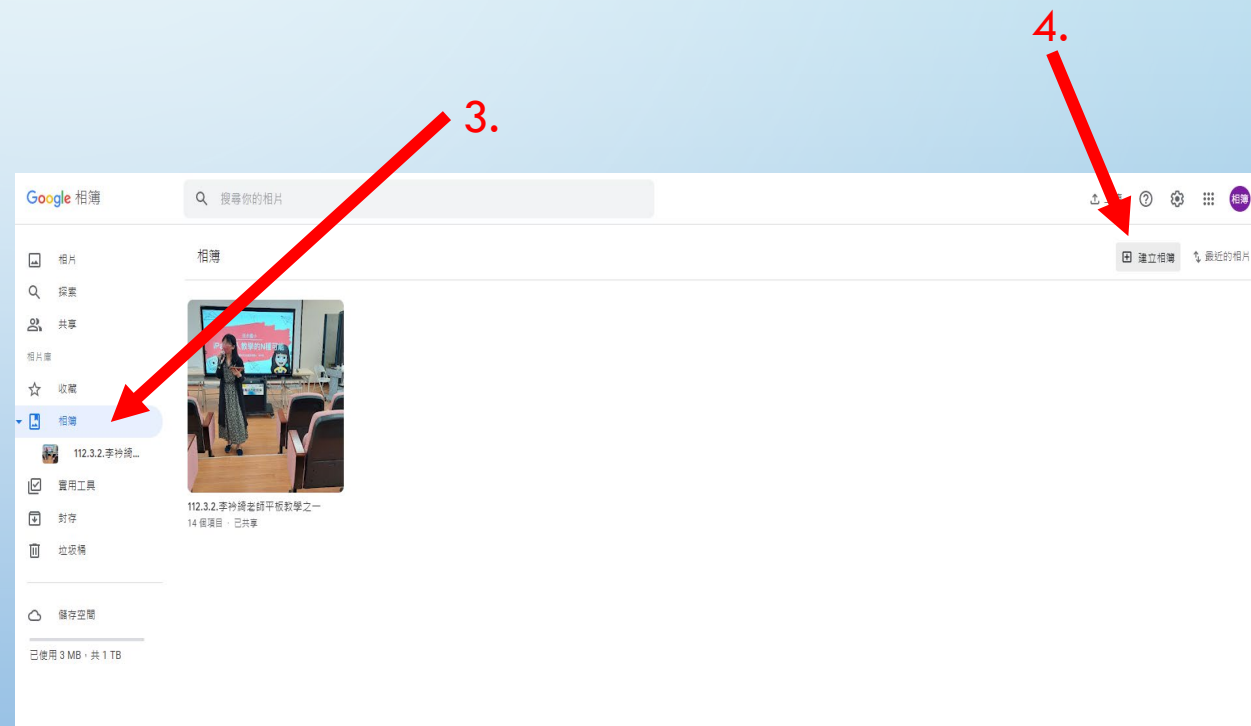 4.
3.
Google 相簿
搜尋你的相片
相簿
相片
相簿
建立相簿
最近的相片
探索
共享
相片庫
收藏
相簿
112.3.2.李衿綺...
實用工具
112.3.2.李衿綺老師平板教學之一
14 個項目 · 已共享
封存
垃圾桶
儲存空間
已使用 3 MB，共 1 TB